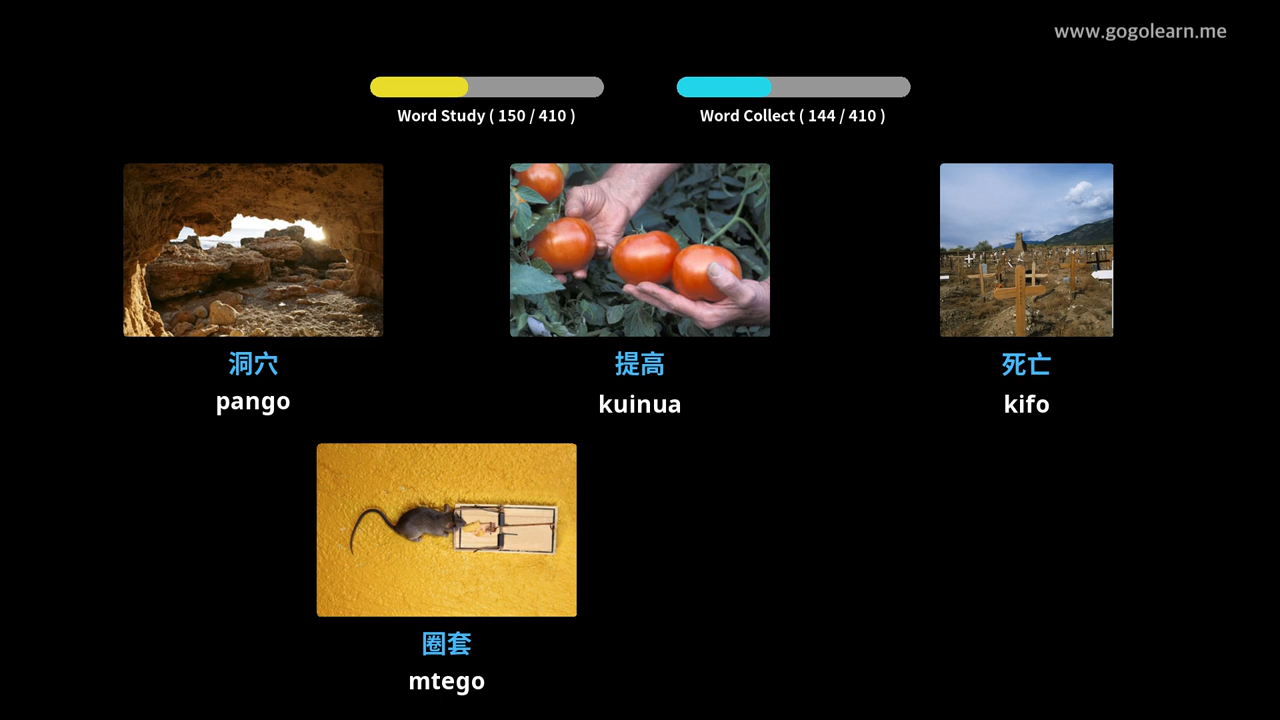 www.gogolearn.me
Word Study ( 150 / 410 )
Word Collect ( 144 / 410 )
洞穴
pango
提高
kuinua
死亡
kifo
圈套
mtego